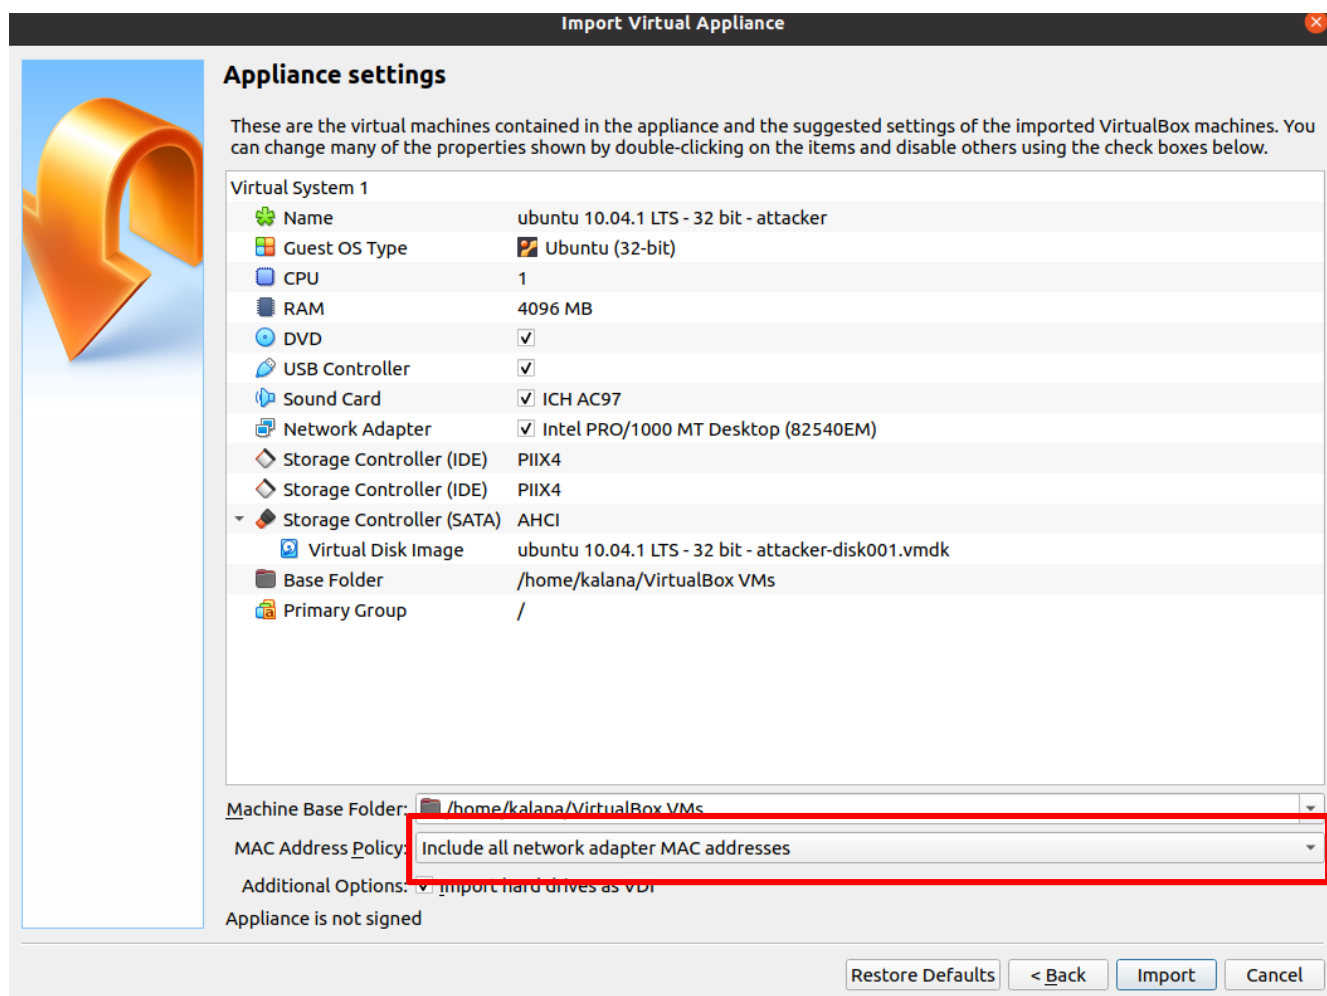 Import Virtual Appliance
Appliance settings
These are the virtual machines contained in the appliance and the suggested settings of the imported VirtualBox machines. You
can change many of the properties shown by double-clicking on the items and disable others using the check boxes below.
Virtual System 1
Name ubuntu 10.04.1 LTS - 32 bit - attacker
Guest OS Type Ubuntu (32-bit)
CPU 1
RAM 4096 MB
DVD
USB Controller
Sound Card ICH AC97
Network Adapter Intel PRO/1000 MT Desktop (82540EM)
Storage Controller (IDE) PIIX4
Storage Controller (IDE) PIIX4
Storage Controller (SATA) AHCI
Virtual Disk Image ubuntu 10.04.1 LTS - 32 bit - attacker-disk001.vmdk
Base Folder /home/kalana/VirtualBox VMs
Primary Group /
Machine Base Folder: /home/kalana/VirtualBox VMs
MAC Address Policy: Include all network adapter MAC addresses
Additional Options: Import hard drives as VDI
Appliance is not signed
Restore Defaults < Back Import Cancel